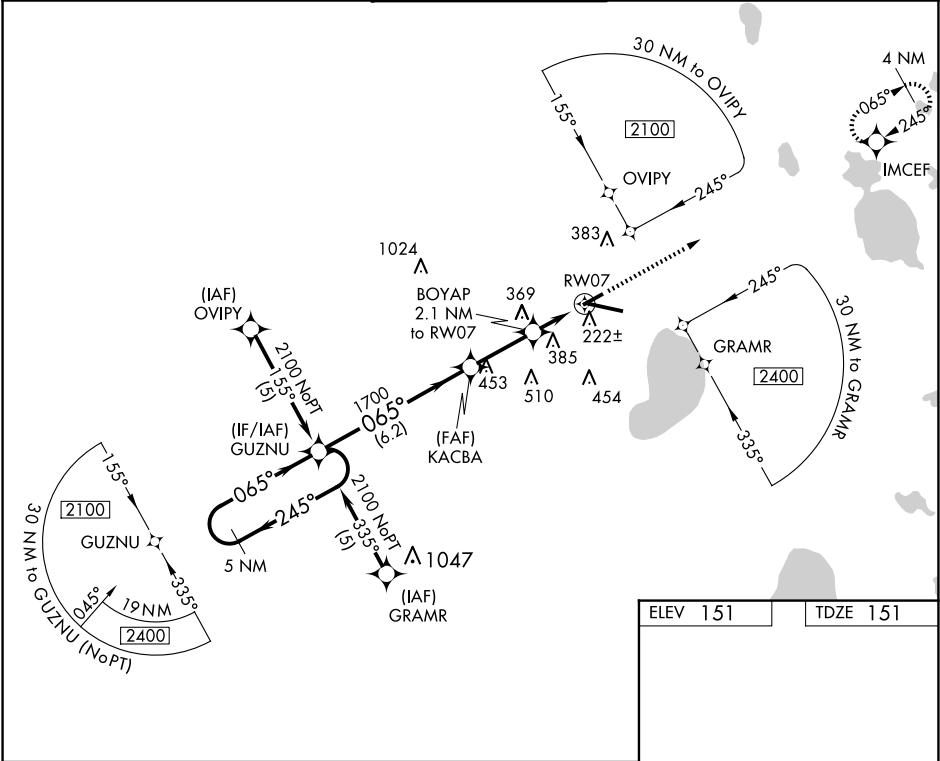 30 NM to OVIPY
155°
2100
245°
OVIPY
4 NM
065°
245°
IMCEF
383
1024
BOYAP
2.1 NM
to RW07
369
RW07
222±
385
453
510
454
(IAF)
OVIPY
2100 NoPT
155°
(5)
1700
065°
(6.2)
(FAF)
KACBA
(IF/IAF)
GUZNU
065°
245°
5 NM
2100 NoPT
335°
(5)
1047
(IAF)
GRAMR
245°
30 NM to GRAMR
GRAMR
2400
335°
155°
2100
GUZNU
30 NM to GUZNU (NoPT)
045°
19NM
335°
2400
ELEV 151
TDZE 151